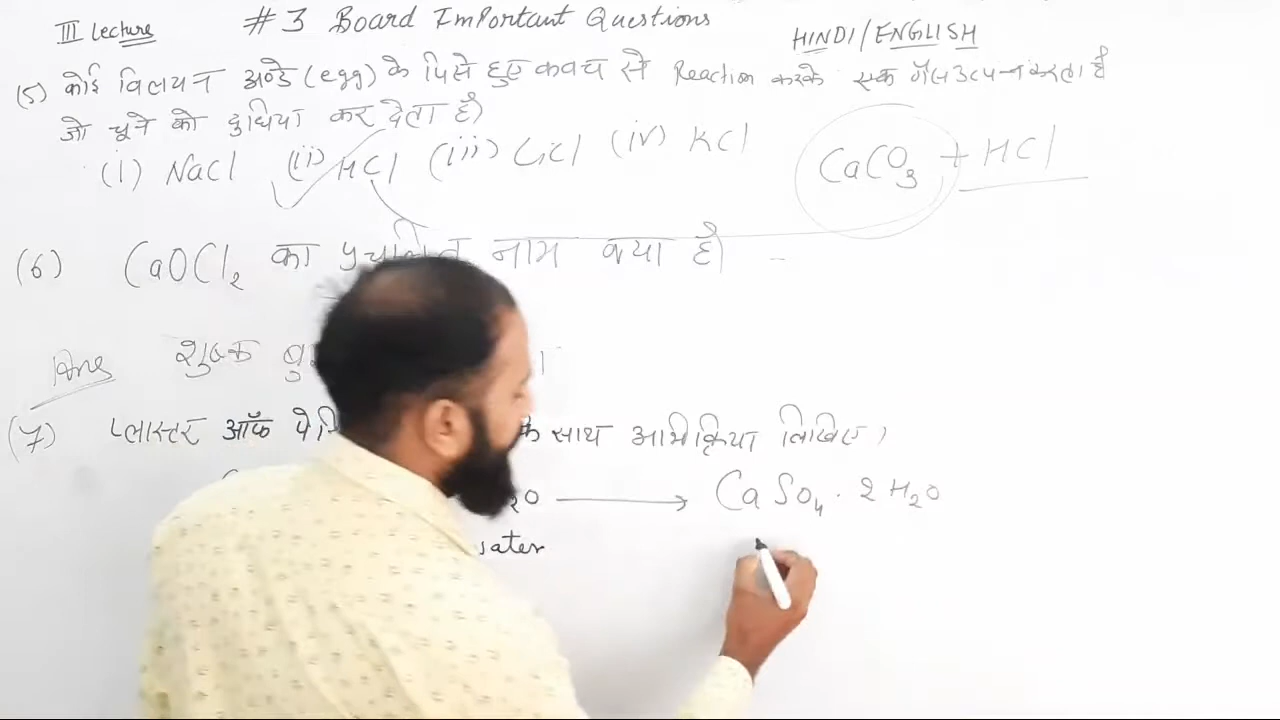 III Lecture # 3 Board Important Questions HINDI/ENGLISH
(5) कोई विलयन अण्डे (egg) के पिसे हुए कवच से Reaction करके एक गैस उत्पन्न करता है
जो चूने को दुधिया कर देता है।
(i) NaCl (ii) HCl (iii) LiCl (iv) KCl CaCO₃ + HCl
(6) CaOCl₂ का प्रचलित नाम क्या है।
Ans शुष्क
(7) प्लास्टर ऑफ के साथ अभिक्रिया लिखिए।
₂O → CaSO₄ · 2H₂O